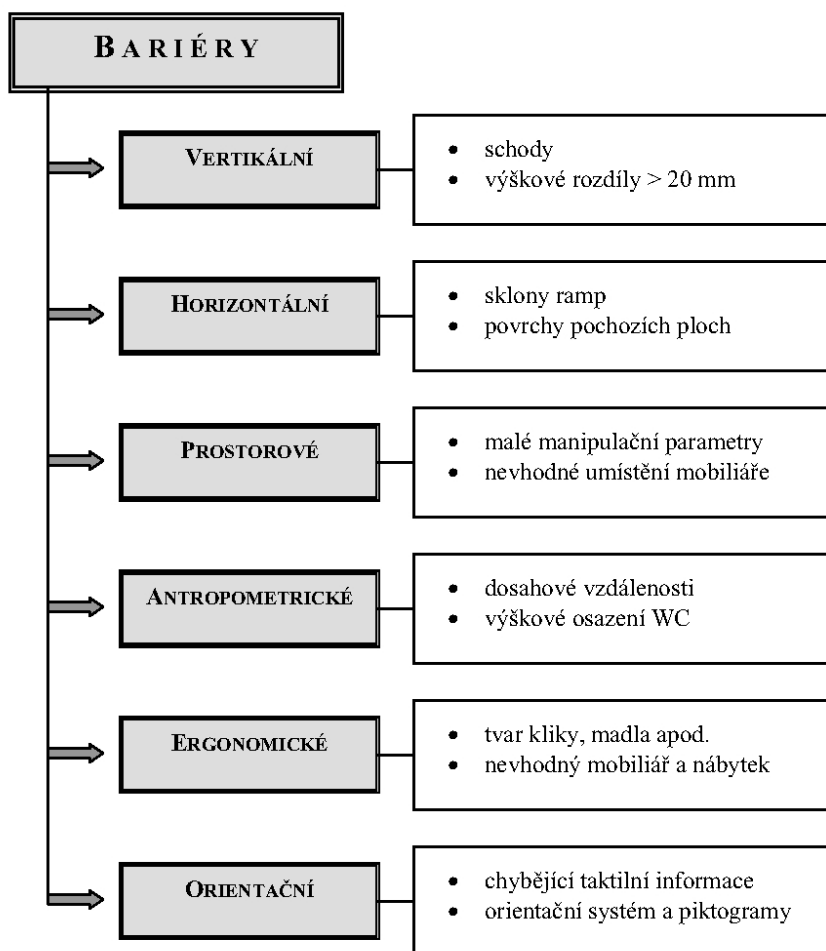 BARIÉRY
VERTIKÁLNÍ
• schody
• výškové rozdíly > 20 mm
HORIZONTÁLNÍ
• sklony ramp
• povrchy pochozích ploch
PROSTOROVÉ
• malé manipulační parametry
• nevhodné umístění mobiliáře
ANTROPOMETRICKÉ
• dosahové vzdálenosti
• výškové osazení WC
ERGONOMICKÉ
• tvar kliky, madla apod.
• nevhodný mobiliář a nábytek
ORIENTAČNÍ
• chybějící taktilní informace
• orientační systém a piktogramy